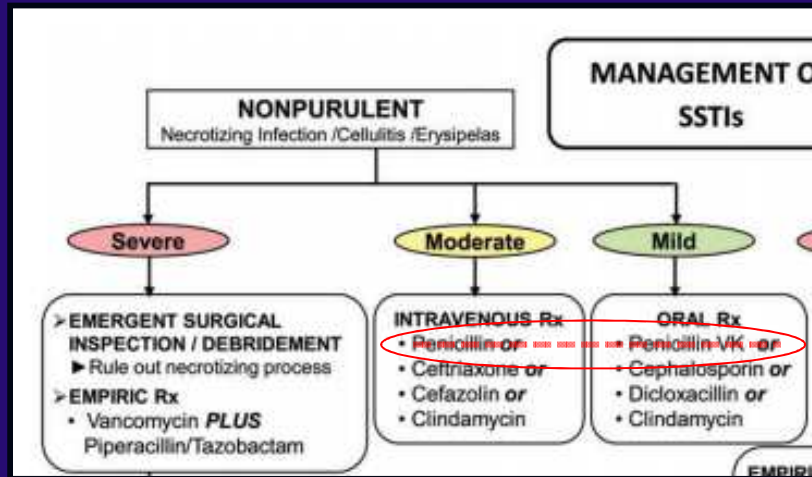 MANAGEMENT O
SSTIs
NONPURULENT
Necrotizing Infection /Cellulitis /Erysipelas
Severe
Moderate
Mild
➢EMERGENT SURGICAL
INSPECTION / DEBRIDEMENT
►Rule out necrotizing process
➢EMPIRIC Rx
• Vancomycin PLUS
Piperacillin/Tazobactam
INTRAVENOUS Rx
• Penicillin or
• Ceftriaxone or
• Cefazolin or
• Clindamycin
ORAL Rx
• Penicillin VK or
• Cephalosporin or
• Dicloxacillin or
• Clindamycin
EMPIRI